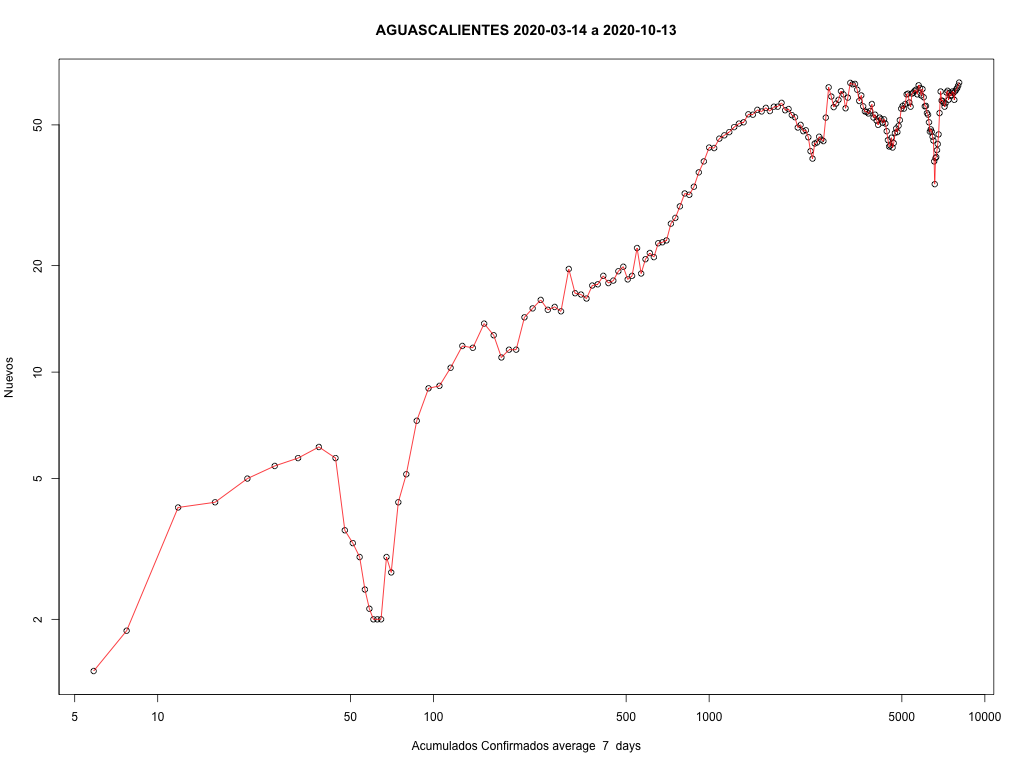 AGUASCALIENTES 2020-03-14 a 2020-10-13
Nuevos
50
20
10
5
2
5 10 50 100 500 1000 5000 10000
Acumulados Confirmados average 7 days